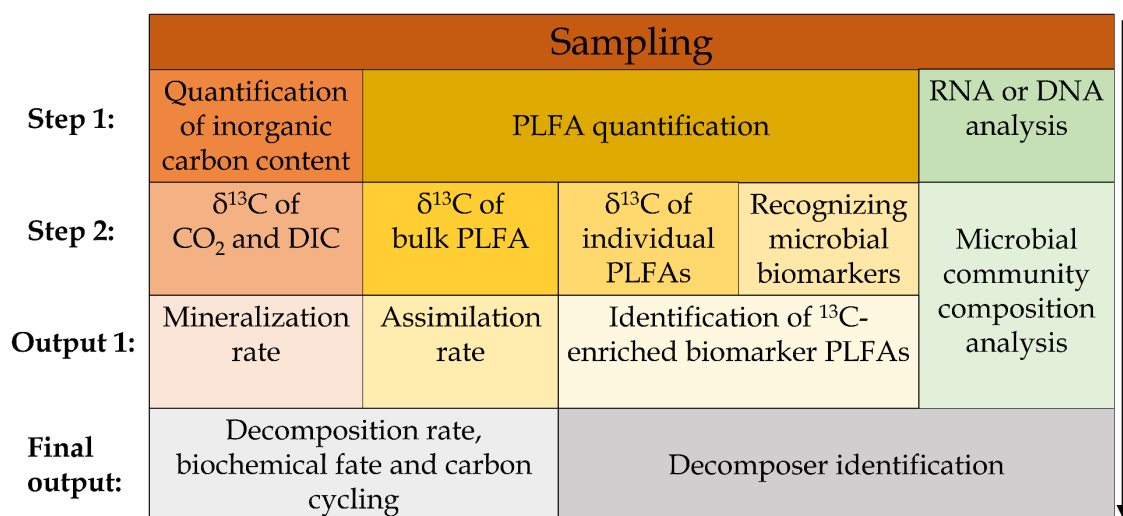 Sampling
Step 1:
Quantification
of inorganic
carbon content
PLFA quantification
RNA or DNA
analysis
Step 2:
δ¹³C of
CO₂ and DIC
δ¹³C of
bulk PLFA
δ¹³C of
individual
PLFAs
Recognizing
microbial
biomarkers
Microbial
community
composition
analysis
Output 1:
Mineralization
rate
Assimilation
rate
Identification of ¹³C-
enriched biomarker PLFAs
Final
output:
Decomposition rate,
biochemical fate and carbon
cycling
Decomposer identification